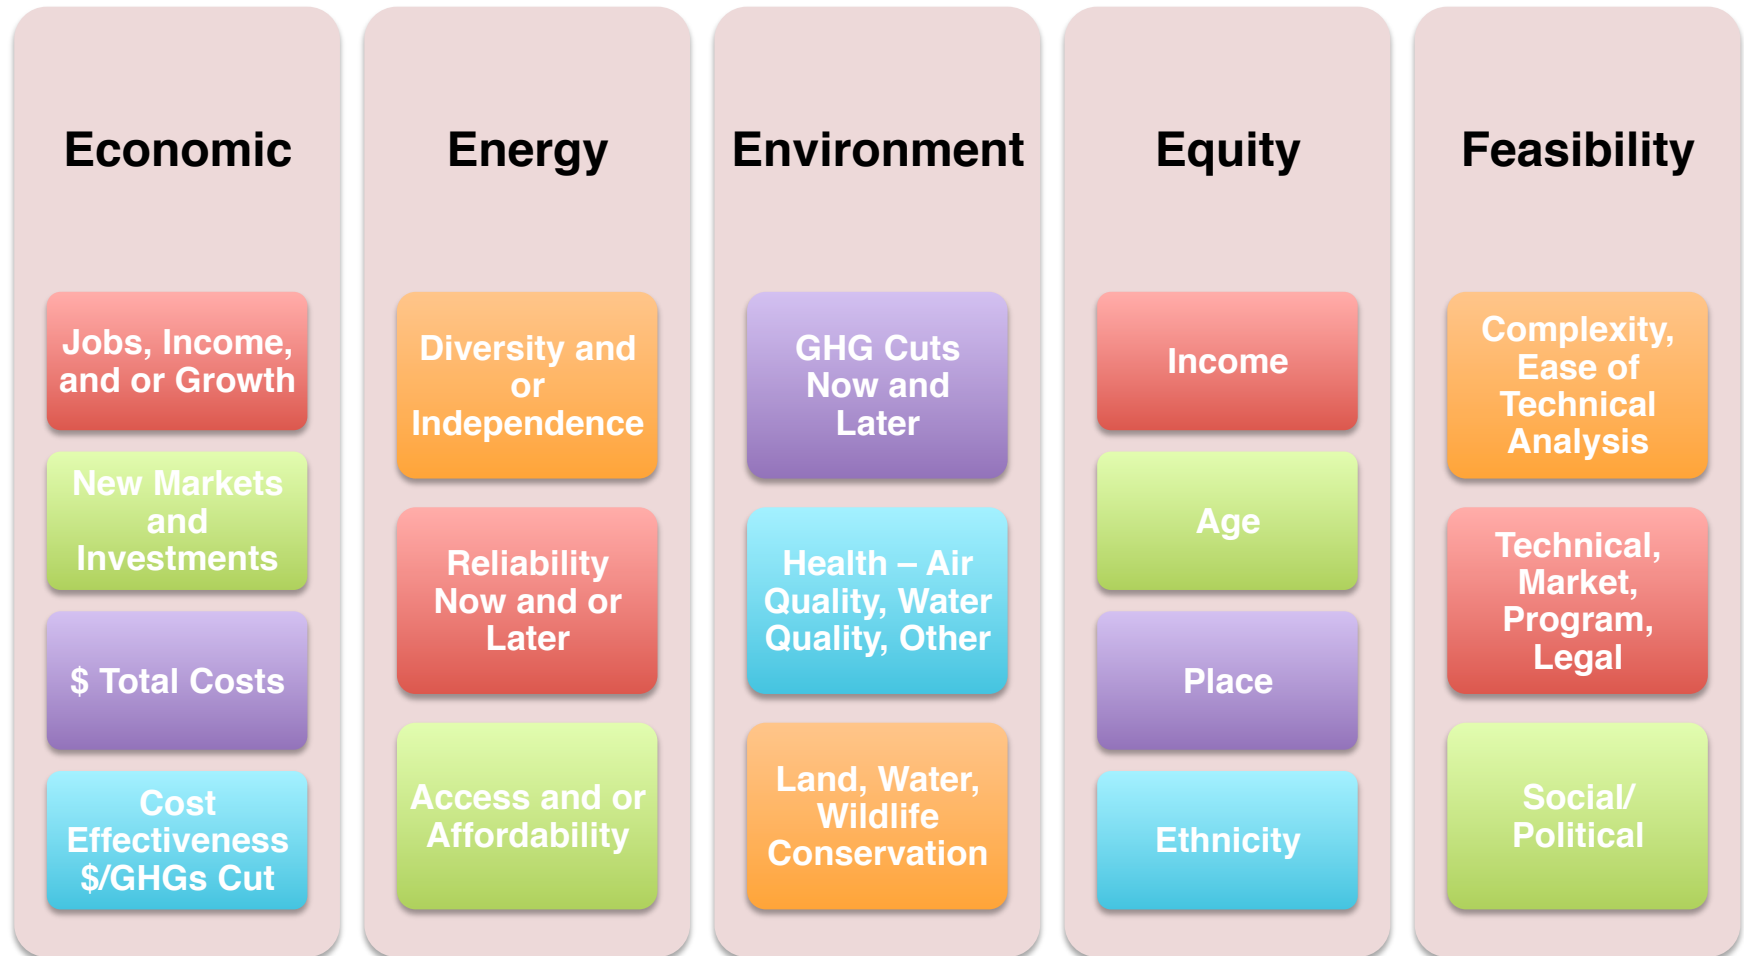 Economic
Jobs, Income,
and or Growth
New Markets
and
Investments
$ Total Costs
Cost
Effectiveness
$/GHGs Cut
Energy
Diversity and
or
Independence
Reliability
Now and or
Later
Access and or
Affordability
Environment
GHG Cuts
Now and
Later
Health – Air
Quality, Water
Quality, Other
Land, Water,
Wildlife
Conservation
Equity
Income
Age
Place
Ethnicity
Feasibility
Complexity,
Ease of
Technical
Analysis
Technical,
Market,
Program,
Legal
Social/
Political